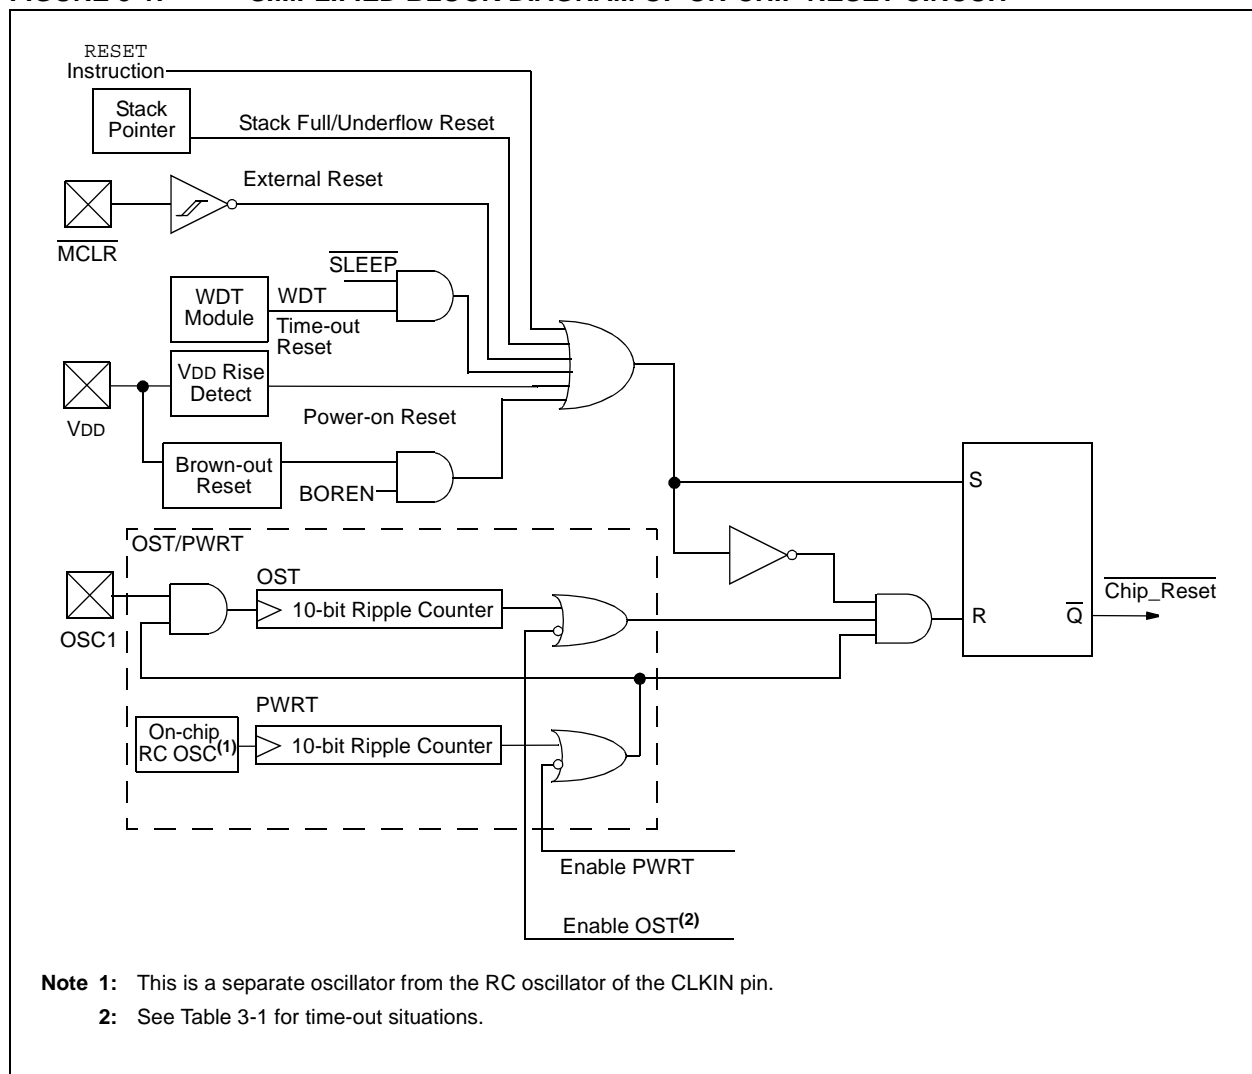 RESET
Instruction
Stack
Pointer
Stack Full/Underflow Reset
External Reset
MCLR
SLEEP
WDT
Module
WDT
Time-out
Reset
VDD Rise
Detect
VDD
Power-on Reset
Brown-out
Reset
BOREN
S
OST/PWRT
OST
10-bit Ripple Counter
OSC1
R
Q
Chip_Reset
PWRT
On-chip
RC OSC(1)
10-bit Ripple Counter
Enable PWRT
Enable OST(2)
Note 1: This is a separate oscillator from the RC oscillator of the CLKIN pin.
2: See Table 3-1 for time-out situations.